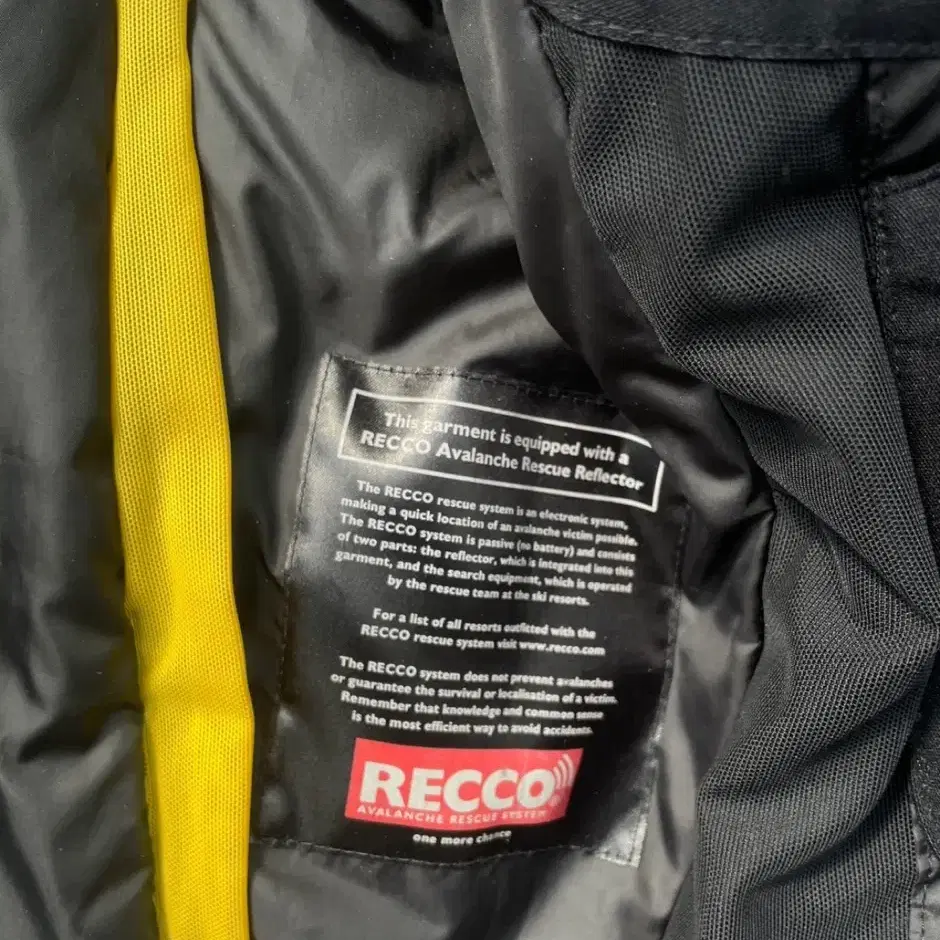 This garment is equipped with a
RECCO Avalanche Rescue Reflector
The RECCO rescue system is an electronic system,
making a quick location of an avalanche victim possible.
The RECCO system is passive (no battery) and consists
of two parts: the reflector, which is integrated into this
garment, and the search equipment, which is operated
by the rescue team at the ski resorts.
For a list of all resorts outfitted with the
RECCO rescue system visit www.recco.com
The RECCO system does not prevent avalanches
or guarantee the survival or localisation of a victim.
Remember that knowledge and common sense
is the most efficient way to avoid accidents.
RECCO
AVALANCHE RESCUE SYSTEM
one more chance